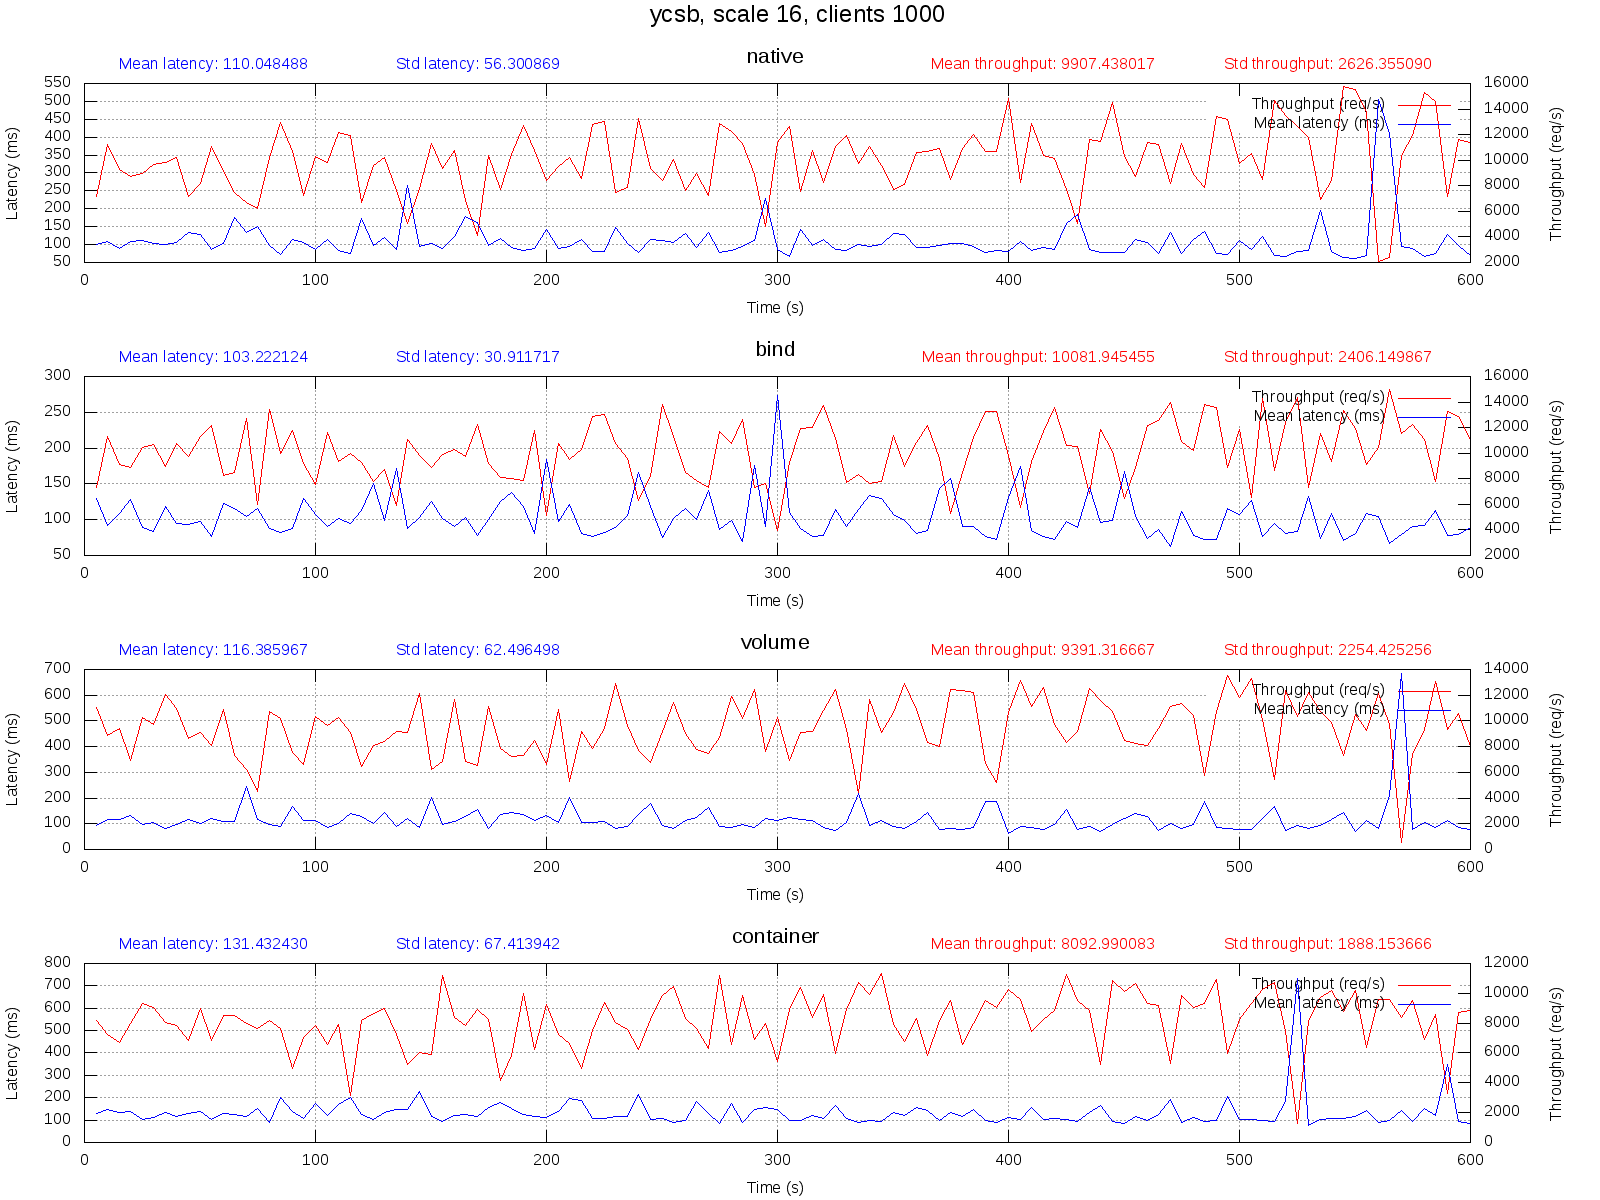 ycsb, scale 16, clients 1000
native
Mean latency: 110.048488 Std latency: 56.300869 Mean throughput: 9907.438017 Std throughput: 2626.355090
Latency (ms)
550
500
450
400
350
300
250
200
150
100
50
Throughput (req/s)
Mean latency (ms)
16000
14000
12000
10000
8000
6000
4000
2000
Throughput (req/s)
0 100 200 300 400 500 600
Time (s)
bind
Mean latency: 103.222124 Std latency: 30.911717 Mean throughput: 10081.945455 Std throughput: 2406.149867
Latency (ms)
300
250
200
150
100
50
Throughput (req/s)
Mean latency (ms)
16000
14000
12000
10000
8000
6000
4000
2000
Throughput (req/s)
0 100 200 300 400 500 600
Time (s)
volume
Mean latency: 116.385967 Std latency: 62.496498 Mean throughput: 9391.316667 Std throughput: 2254.425256
Latency (ms)
700
600
500
400
300
200
100
0
Throughput (req/s)
Mean latency (ms)
14000
12000
10000
8000
6000
4000
2000
0
Throughput (req/s)
0 100 200 300 400 500 600
Time (s)
container
Mean latency: 131.432430 Std latency: 67.413942 Mean throughput: 8092.990083 Std throughput: 1888.153666
Latency (ms)
800
700
600
500
400
300
200
100
0
Throughput (req/s)
Mean latency (ms)
12000
10000
8000
6000
4000
2000
0
Throughput (req/s)
0 100 200 300 400 500 600
Time (s)